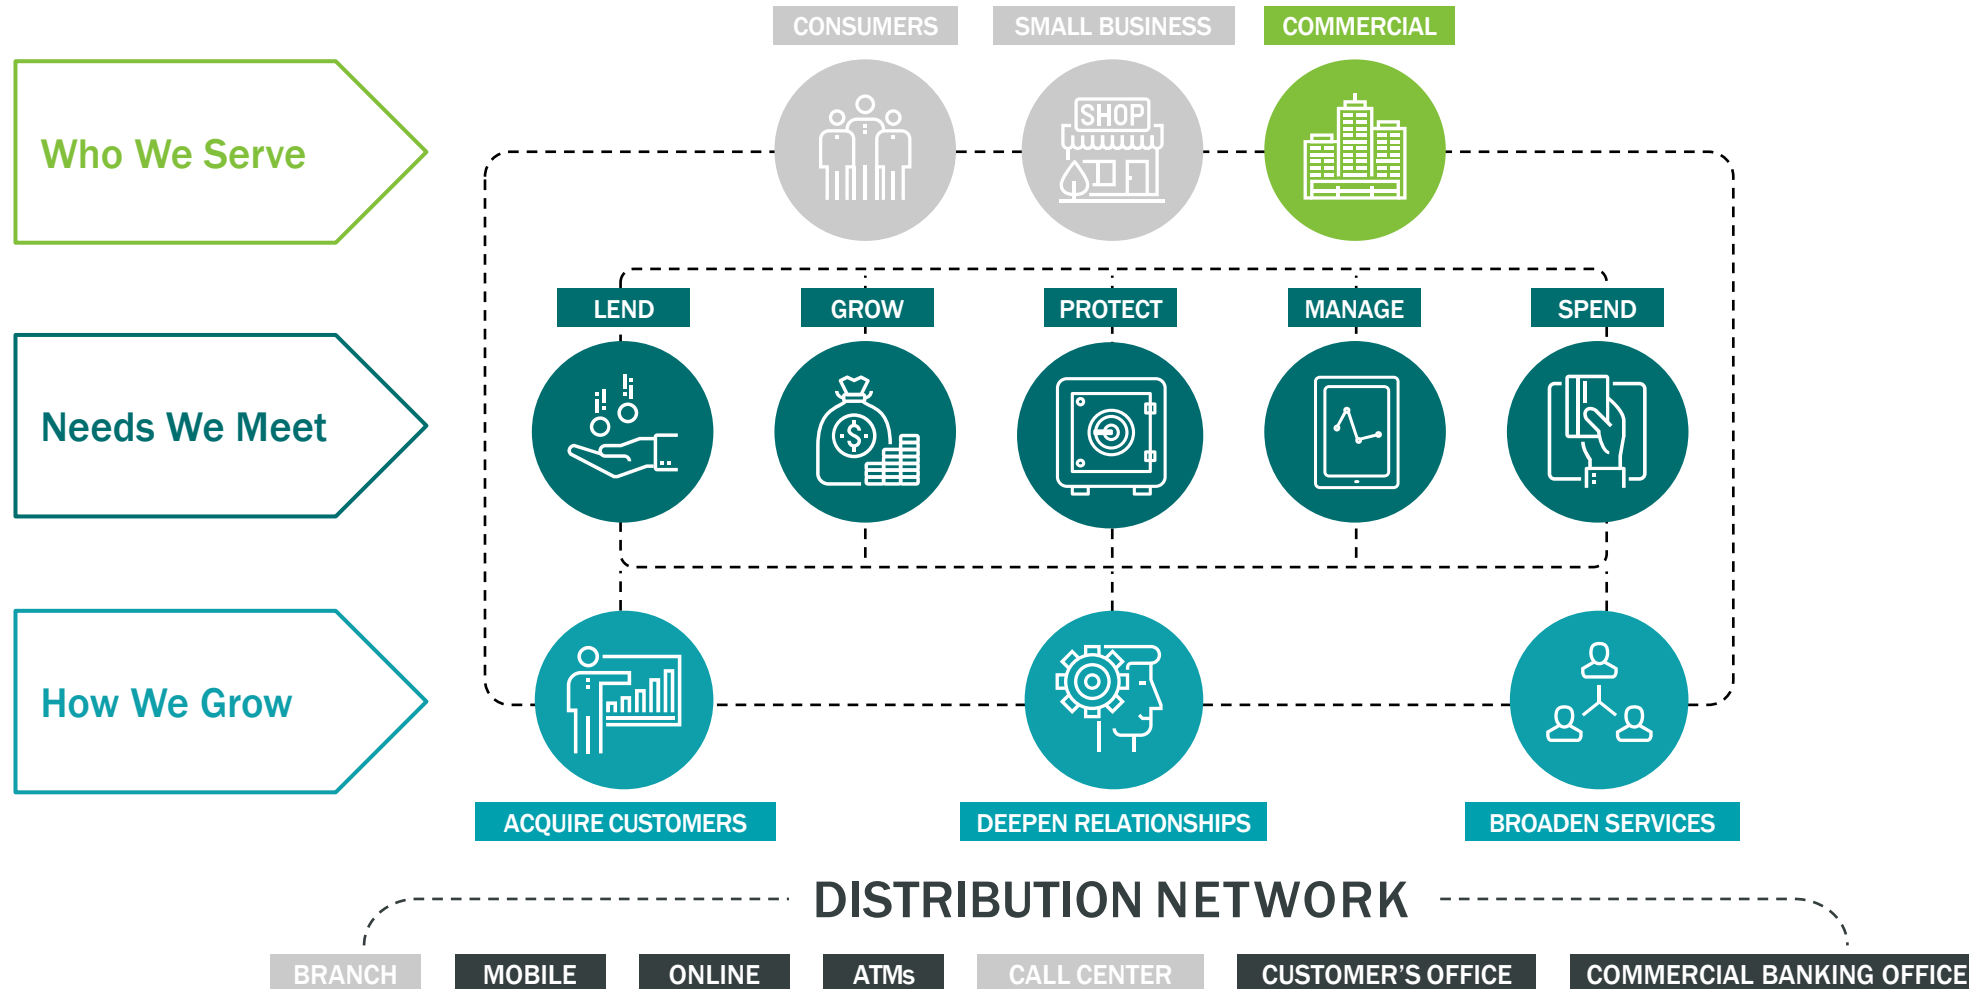 CONSUMERS
SMALL BUSINESS
COMMERCIAL
SHOP
Who We Serve
LEND
GROW
PROTECT
MANAGE
SPEND
$
Needs We Meet
How We Grow
ACQUIRE CUSTOMERS
DEEPEN RELATIONSHIPS
BROADEN SERVICES
DISTRIBUTION NETWORK
BRANCH
MOBILE
ONLINE
ATMs
CALL CENTER
CUSTOMER'S OFFICE
COMMERCIAL BANKING OFFICE